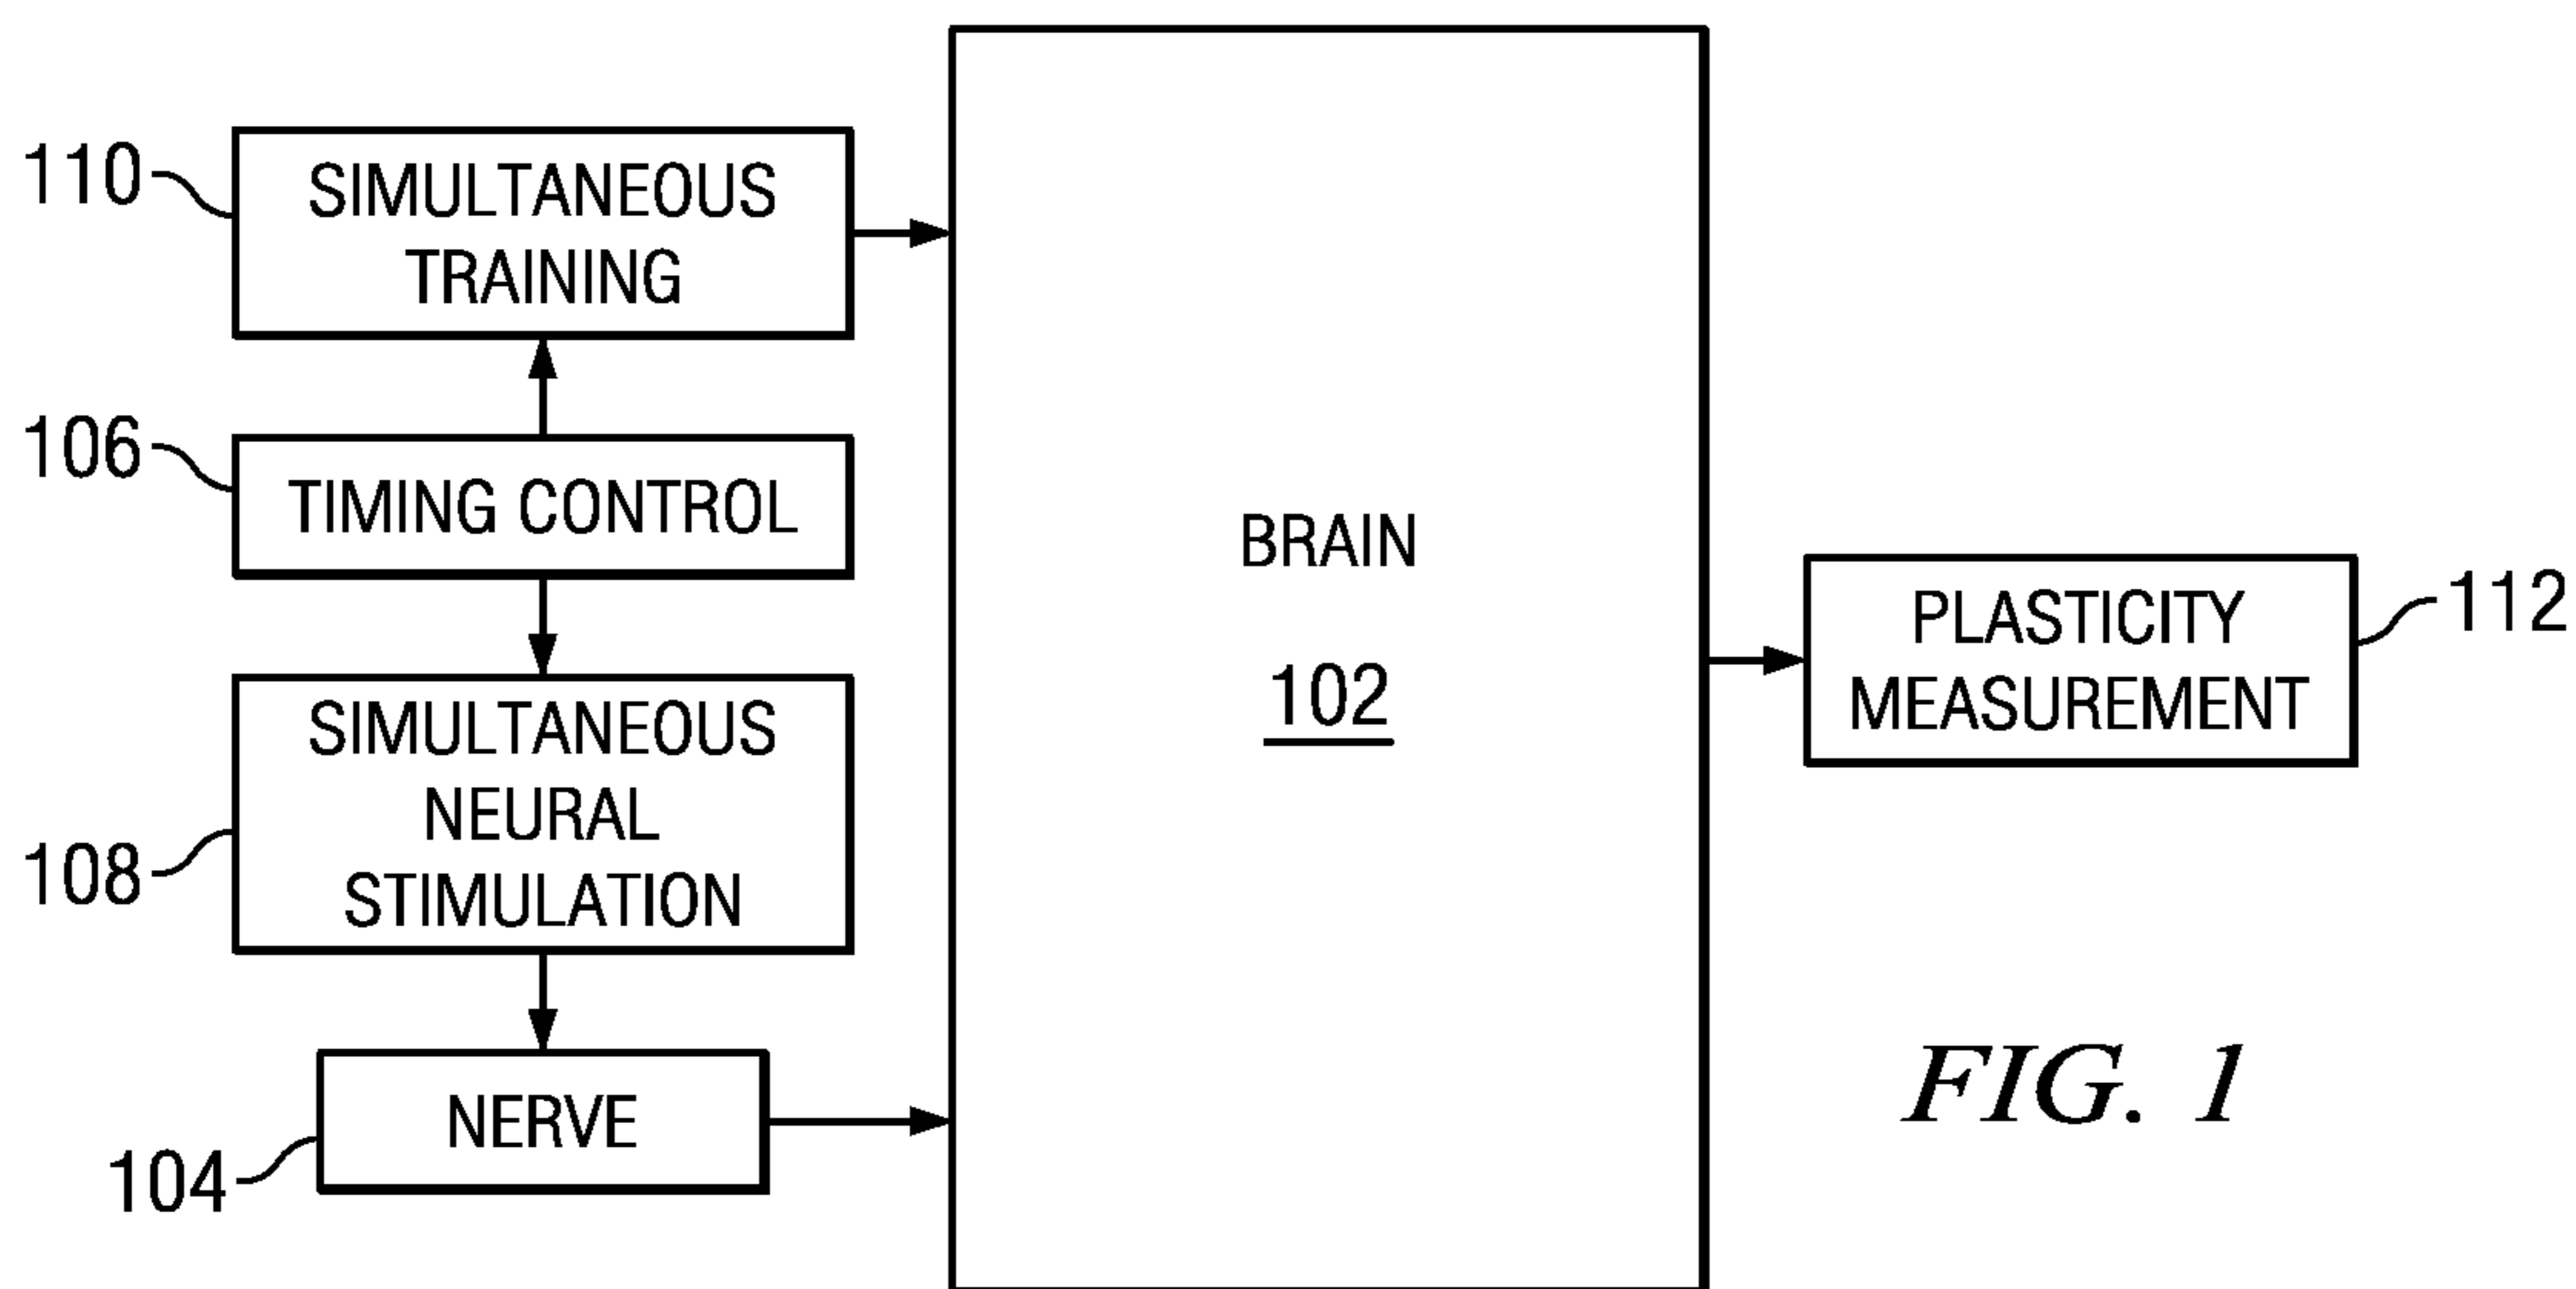 110
SIMULTANEOUS
TRAINING
106
TIMING CONTROL
108
SIMULTANEOUS
NEURAL
STIMULATION
104
NERVE
BRAIN
102
PLASTICITY
MEASUREMENT
112
FIG. 1